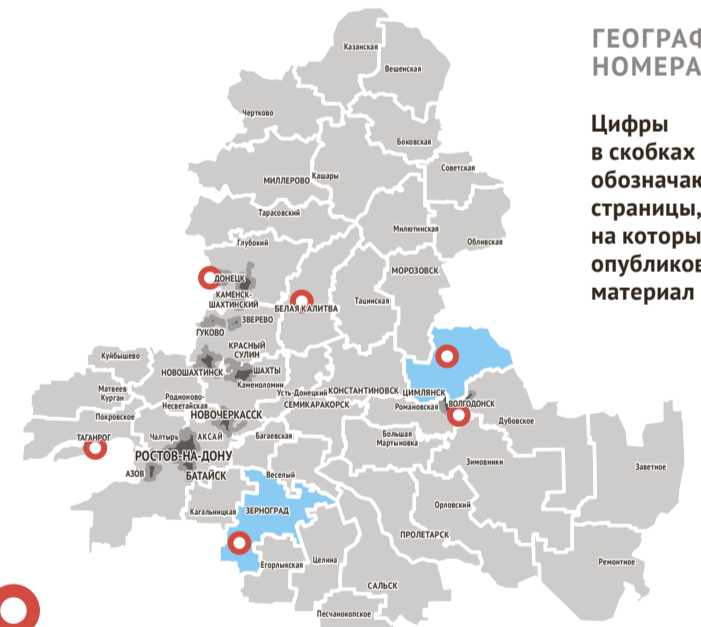 ГЕОГРАФ
НОМЕРА
Цифры
в скобках
обозначаю
страницы,
на которы
опубликов
материал
Казанская
Вешенская
Чертково
Боковская
Советская
МИЛЛЕРОВО
Кашары
Тарасовский
Милютинская
Обливская
Глубокий
ДОНЕЦК
МОРОЗОВСК
КАМЕНСК-
ШАХТИНСКИЙ
БЕЛАЯ КАЛИТВА
Тацинская
ЗВЕРЕВО
ГУКОВО
КРАСНЫЙ
СУЛИН
Куйбышево
НОВОШАХТИНСК
ШАХТЫ
Каменоломни
Матвеев
Курган
Родионово-
Несветайская
Усть-Донецкий
КОНСТАНТИНОВСК
ЦИМЛЯНСК
СЕМИКАРАКОРСК
Романовская
ВОЛГОДОНСК
Покровское
НОВОЧЕРКАССК
Дубовское
ТАГАНРОГ
Чалтырь
АКСАЙ
Багаевская
Большая
Мартыновка
РОСТОВ-НА-ДОНУ
Зимовники
Заветное
АЗОВ
БАТАЙСК
Веселый
Кагальницкая
ЗЕРНОГРАД
Орловский
ПРОЛЕТАРСК
Егорлыкская
Целина
Ремонтное
САЛЬСК
Песчанокопское